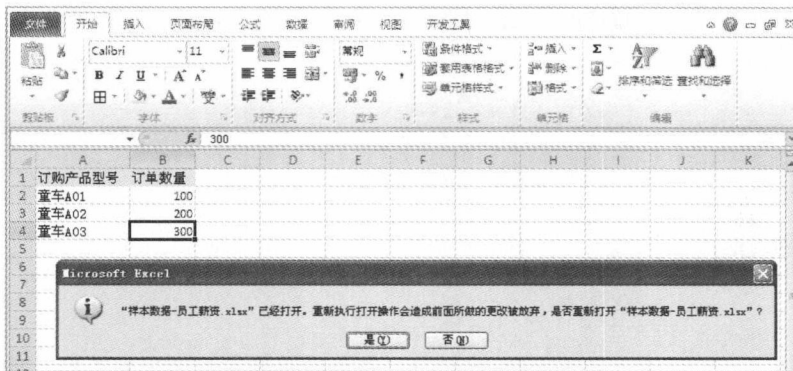 文件 开始 插入 页面布局 公式 数据 审阅 视图 开发工具
Calibri 11 常规 条件格式 插入 Σ
粘贴 B I U A A % , 套用表格格式 删除 排序和筛选 查找和选择
A 变 单元格样式 格式
剪贴板 字体 对齐方式 数字 样式 单元格 编辑
fx 300
A B C D E F G H I J K
1 订购产品型号 订单数量
2 童车A01 100
3 童车A02 200
4 童车A03 300
5
6
Microsoft Excel
7
8
“样本数据-员工薪资.xlsx”已经打开。重新执行打开操作会造成前面所做的更改被放弃，是否重新打开“样本数据-员工薪资.xlsx”？
9
10 是(Y) 否(N)
11